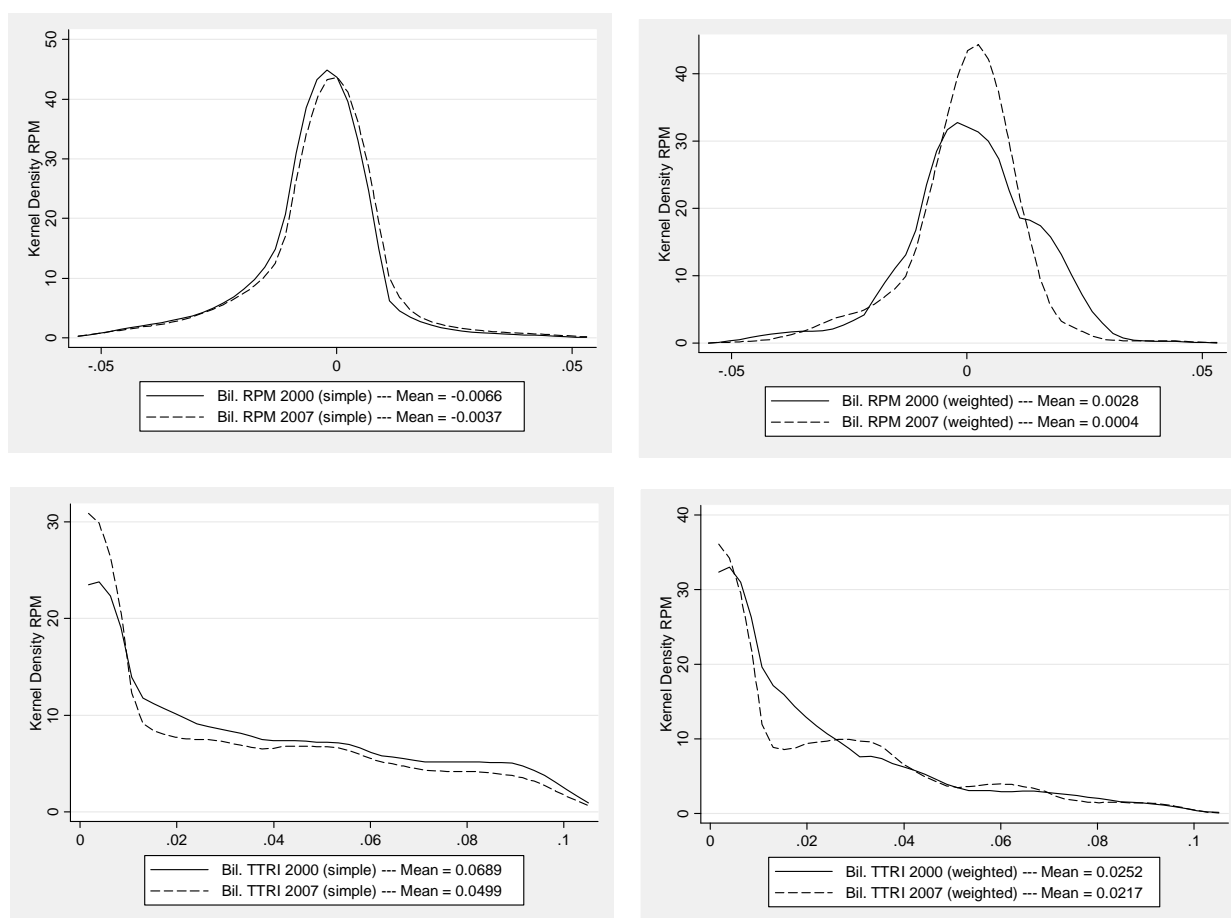 Kernel Density RPM
50
40
30
20
10
0
-.05 0 .05
Bil. RPM 2000 (simple) --- Mean = -0.0066
Bil. RPM 2007 (simple) --- Mean = -0.0037
Kernel Density RPM
40
30
20
10
0
-.05 0 .05
Bil. RPM 2000 (weighted) --- Mean = 0.0028
Bil. RPM 2007 (weighted) --- Mean = 0.0004
Kernel Density RPM
30
20
10
0
0 .02 .04 .06 .08 .1
Bil. TTRI 2000 (simple) --- Mean = 0.0689
Bil. TTRI 2007 (simple) --- Mean = 0.0499
Kernel Density RPM
40
30
20
10
0
0 .02 .04 .06 .08 .1
Bil. TTRI 2000 (weighted) --- Mean = 0.0252
Bil. TTRI 2007 (weighted) --- Mean = 0.0217